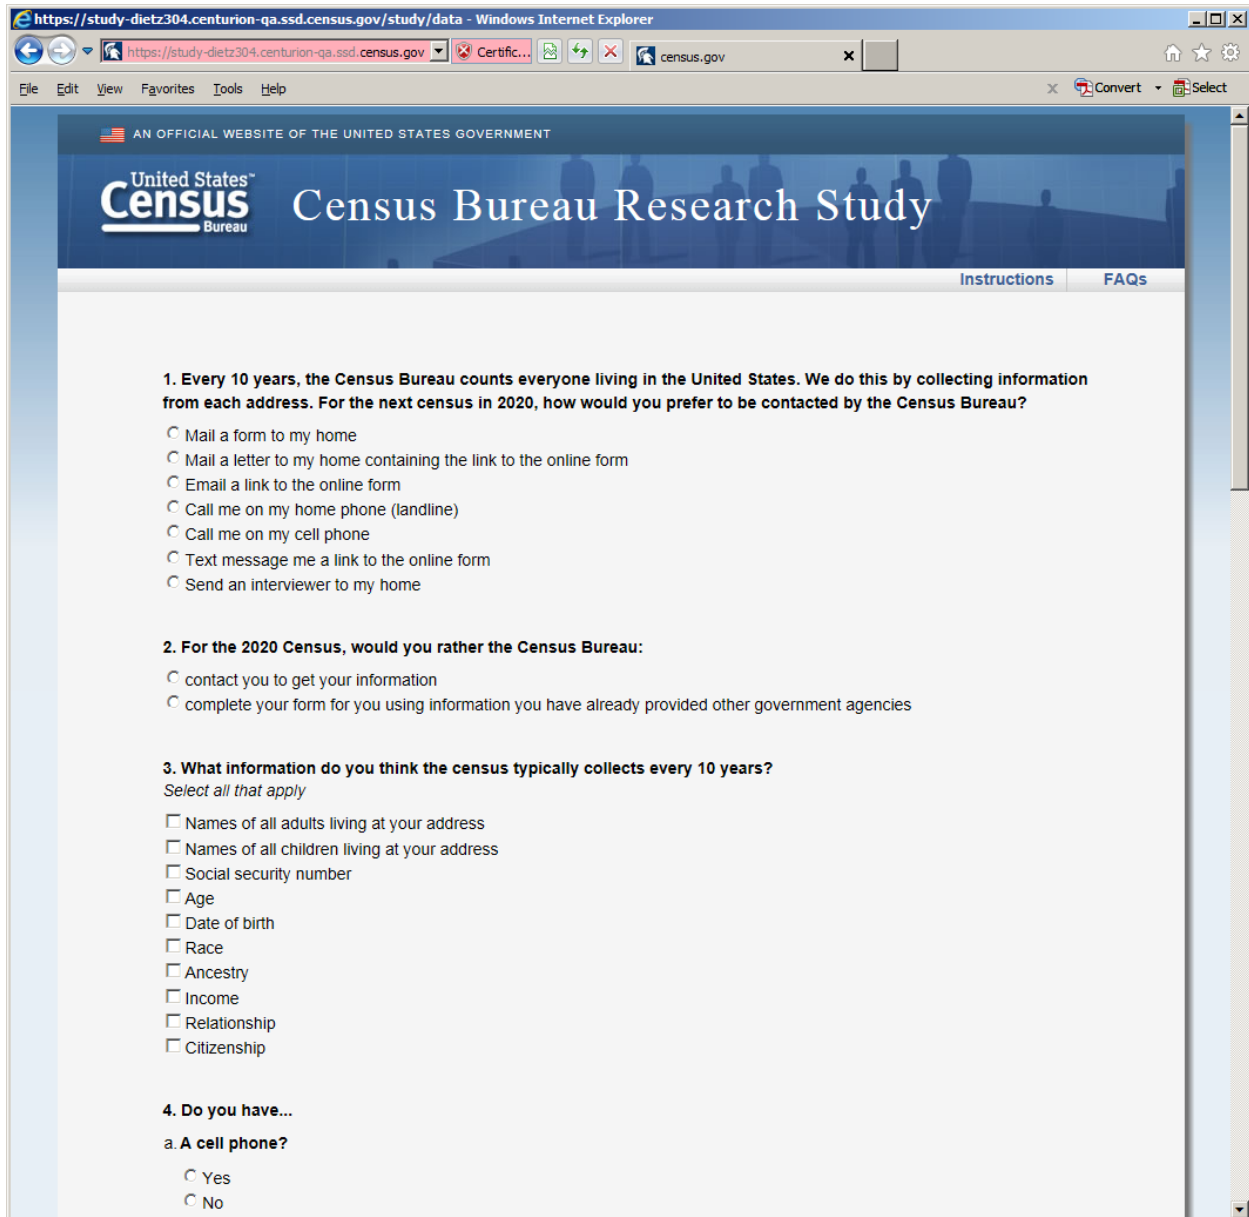 https://study-dietz304.centurion-qa.ssd.census.gov/study/data - Windows Internet Explorer
https://study-dietz304.centurion-qa.ssd.census.gov Certific... census.gov
File Edit View Favorites Tools Help x Convert Select
AN OFFICIAL WEBSITE OF THE UNITED STATES GOVERNMENT
United States™
Census
Bureau
Census Bureau Research Study
Instructions FAQs
1. Every 10 years, the Census Bureau counts everyone living in the United States. We do this by collecting information
from each address. For the next census in 2020, how would you prefer to be contacted by the Census Bureau?
Mail a form to my home
Mail a letter to my home containing the link to the online form
Email a link to the online form
Call me on my home phone (landline)
Call me on my cell phone
Text message me a link to the online form
Send an interviewer to my home
2. For the 2020 Census, would you rather the Census Bureau:
contact you to get your information
complete your form for you using information you have already provided other government agencies
3. What information do you think the census typically collects every 10 years?
Select all that apply
Names of all adults living at your address
Names of all children living at your address
Social security number
Age
Date of birth
Race
Ancestry
Income
Relationship
Citizenship
4. Do you have...
a. A cell phone?
Yes
No